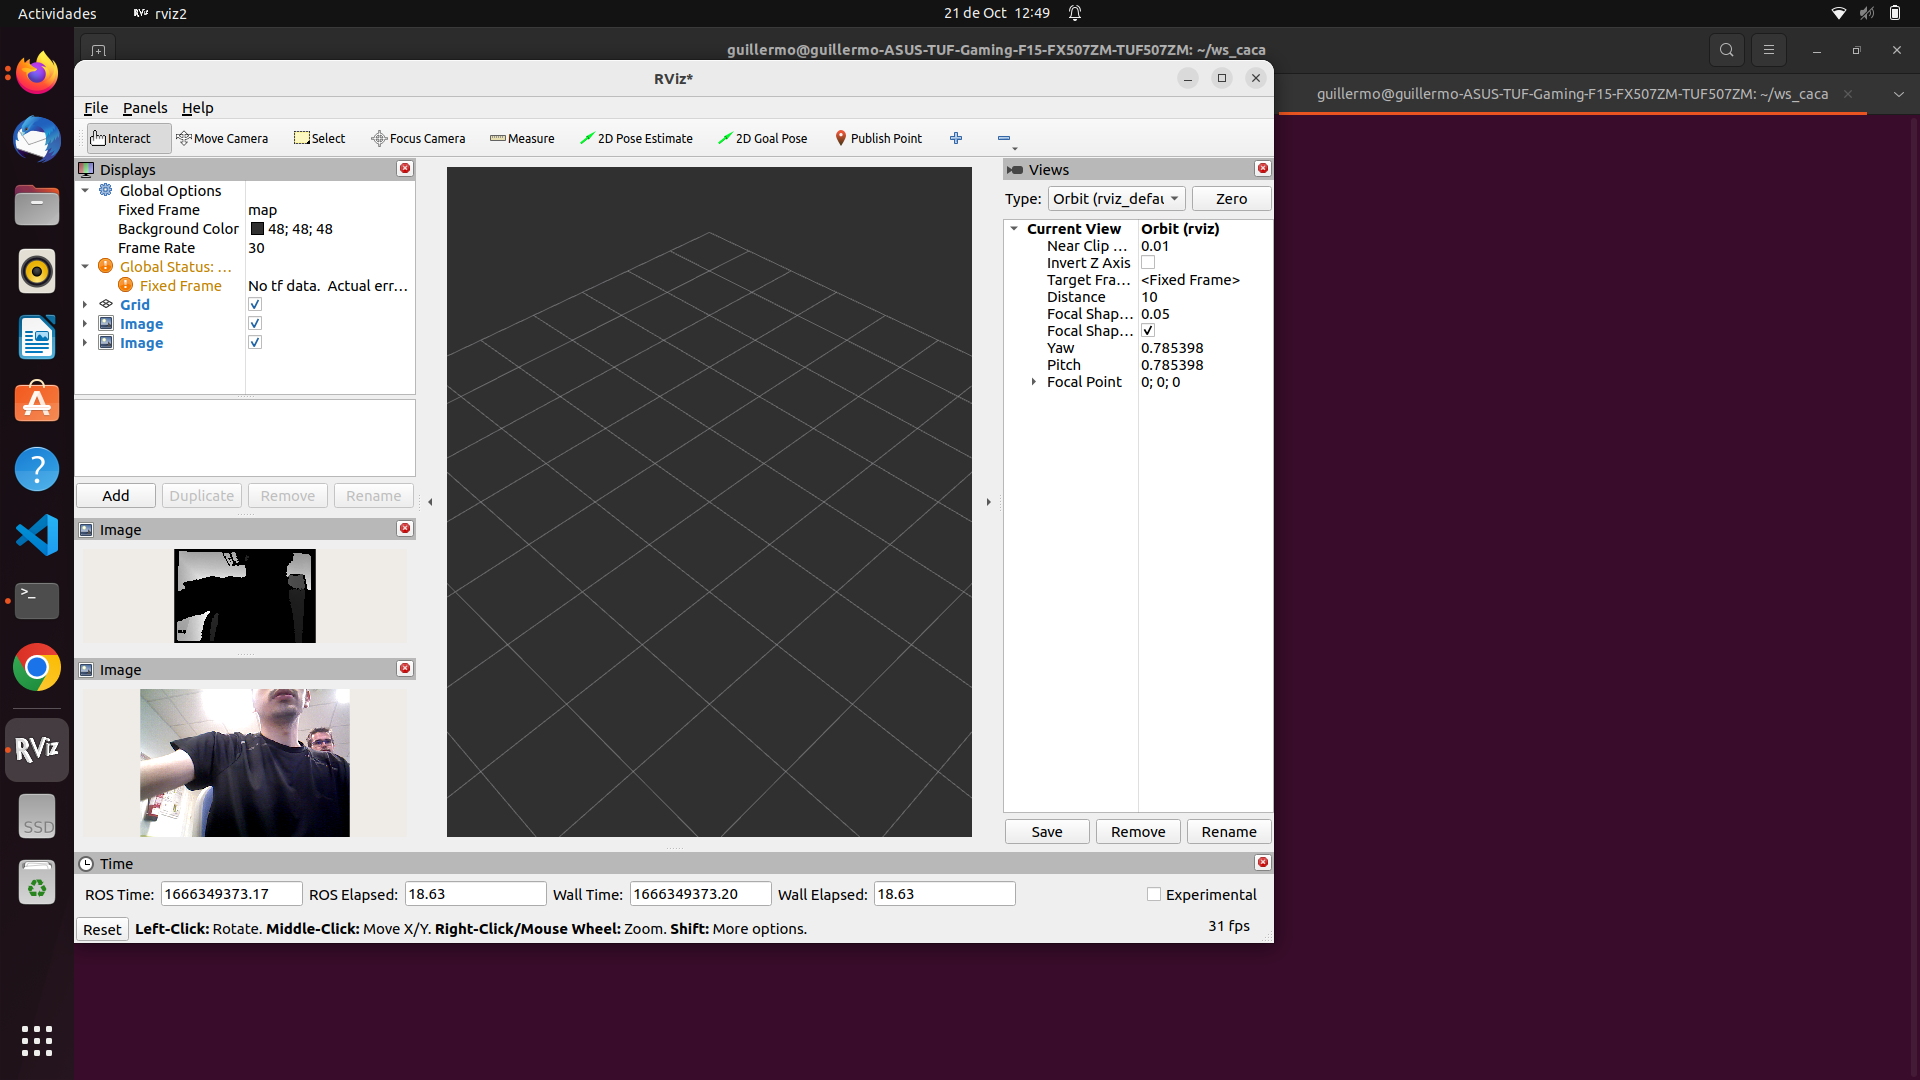 Actividades
RViz rviz2
21 de Oct 12:49
guillermo@guillermo-ASUS-TUF-Gaming-F15-FX507ZM-TUF507ZM: ~/ws_caca
guillermo@guillermo-ASUS-TUF-Gaming-F15-FX507ZM-TUF507ZM: ~/ws_caca
RViz*
File Panels Help
Interact Move Camera Select Focus Camera Measure 2D Pose Estimate 2D Goal Pose Publish Point
Displays
Global Options
Fixed Frame map
Background Color 48; 48; 48
Frame Rate 30
Global Status: ...
Fixed Frame No tf data. Actual err...
Grid
Image
Image
Add Duplicate Remove Rename
Image
Image
Views
Type: Orbit (rviz_defau Zero
Current View Orbit (rviz)
Near Clip ... 0.01
Invert Z Axis
Target Fra... <Fixed Frame>
Distance 10
Focal Shap... 0.05
Focal Shap...
Yaw 0.785398
Pitch 0.785398
Focal Point 0; 0; 0
Save Remove Rename
Time
ROS Time: 1666349373.17 ROS Elapsed: 18.63 Wall Time: 1666349373.20 Wall Elapsed: 18.63 Experimental
Reset Left-Click: Rotate. Middle-Click: Move X/Y. Right-Click/Mouse Wheel: Zoom. Shift: More options. 31 fps
RViz
SSD